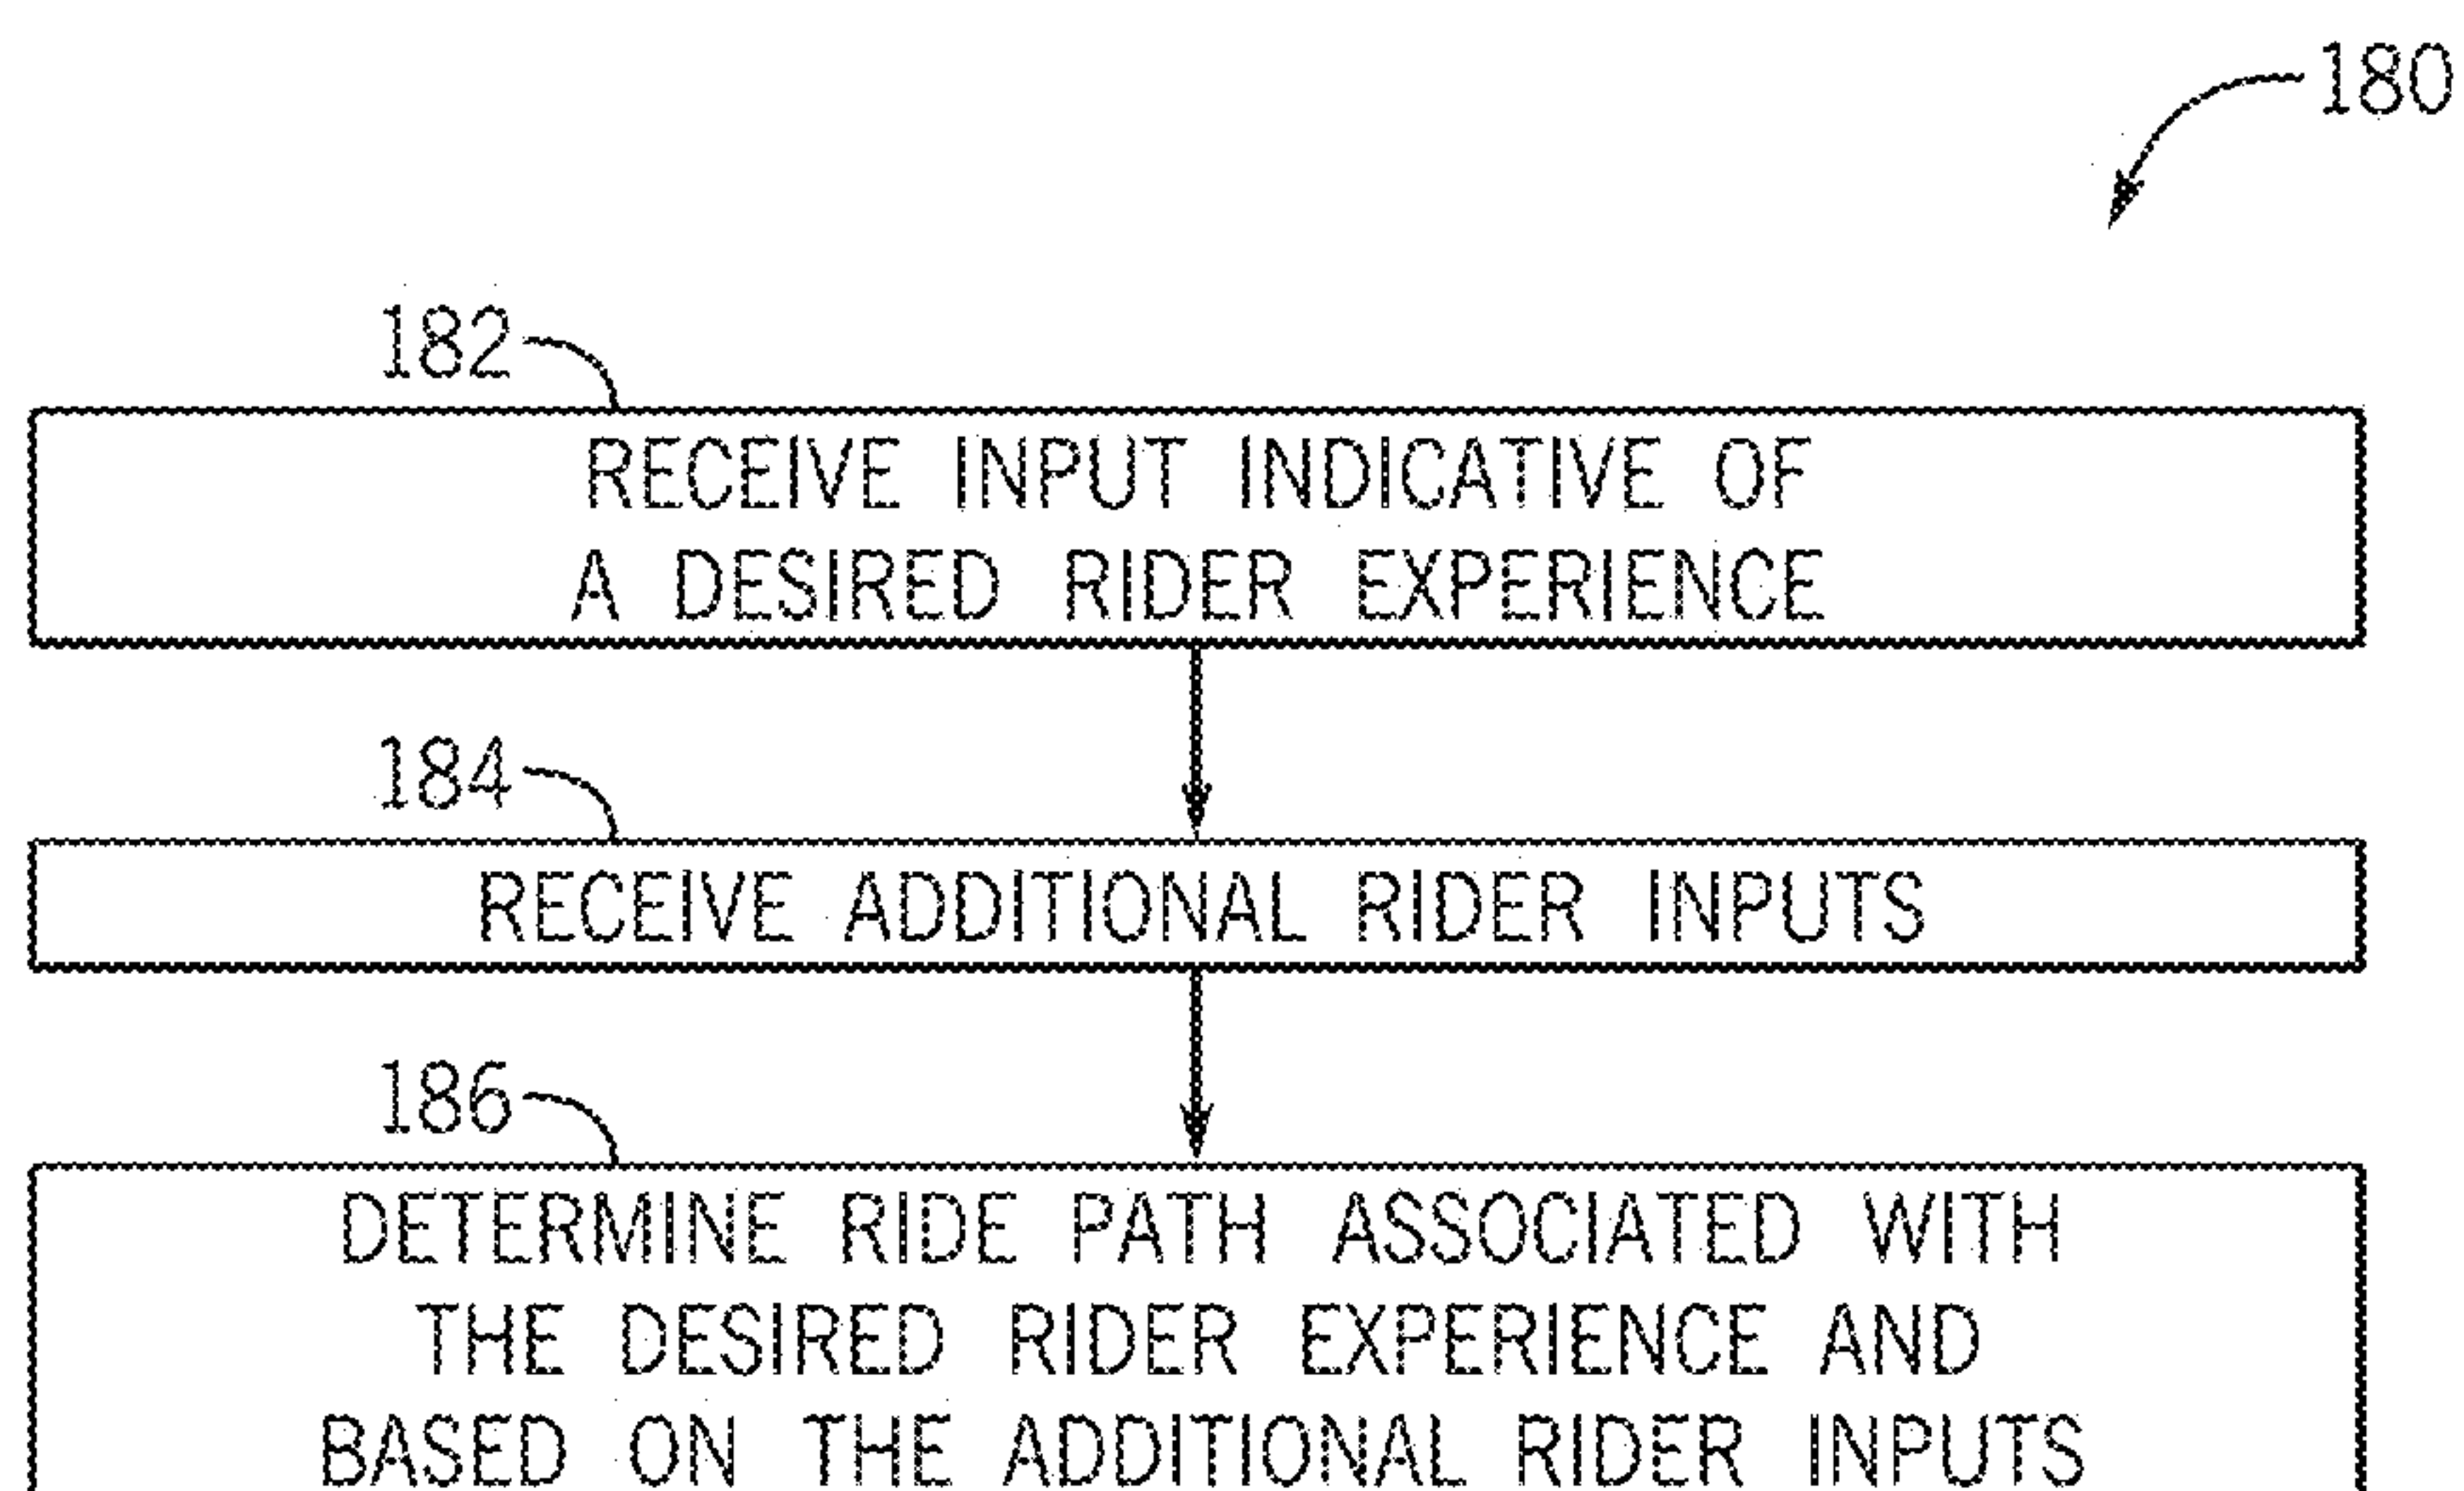 180
182
RECEIVE INPUT INDICATIVE OF
A DESIRED RIDER EXPERIENCE
184
RECEIVE ADDITIONAL RIDER INPUTS
186
DETERMINE RIDE PATH ASSOCIATED WITH
THE DESIRED RIDER EXPERIENCE AND
BASED ON THE ADDITIONAL RIDER INPUTS